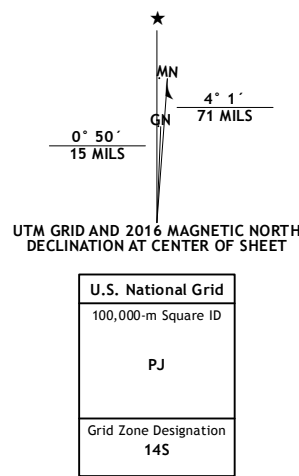 ★
MN
4° 1´
71 MILS
GN
0° 50´
15 MILS
UTM GRID AND 2016 MAGNETIC NORTH
DECLINATION AT CENTER OF SHEET
U.S. National Grid
100,000-m Square ID
PJ
Grid Zone Designation
14S